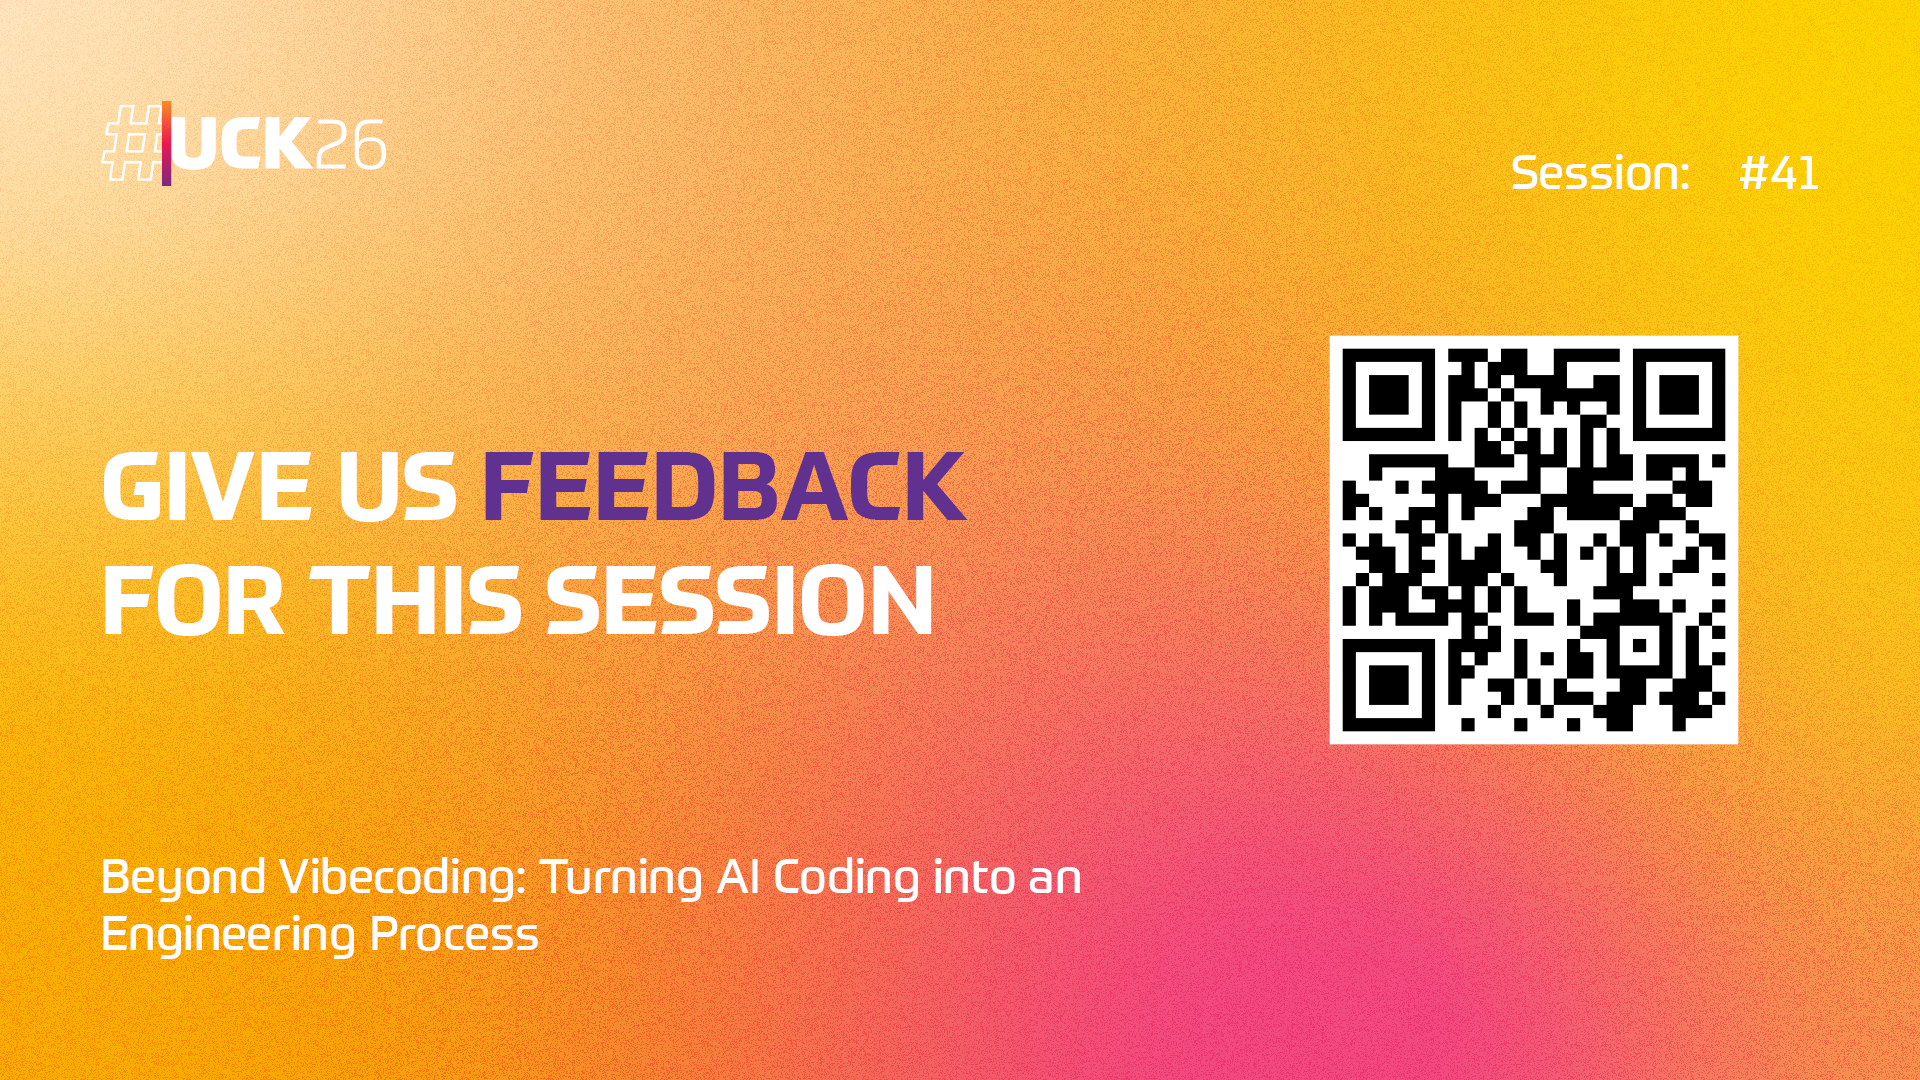 #UCK26
Session: #41
GIVE US FEEDBACK
FOR THIS SESSION
Beyond Vibecoding: Turning AI Coding into an
Engineering Process